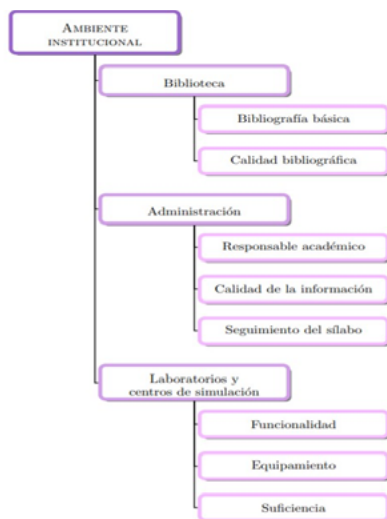 AMBIENTE
INSTITUCIONAL
Biblioteca
Bibliografía básica
Calidad bibliográfica
Administración
Responsable académico
Calidad de la información
Seguimiento del sílabo
Laboratorios y
centros de simulación
Funcionalidad
Equipamiento
Suficiencia